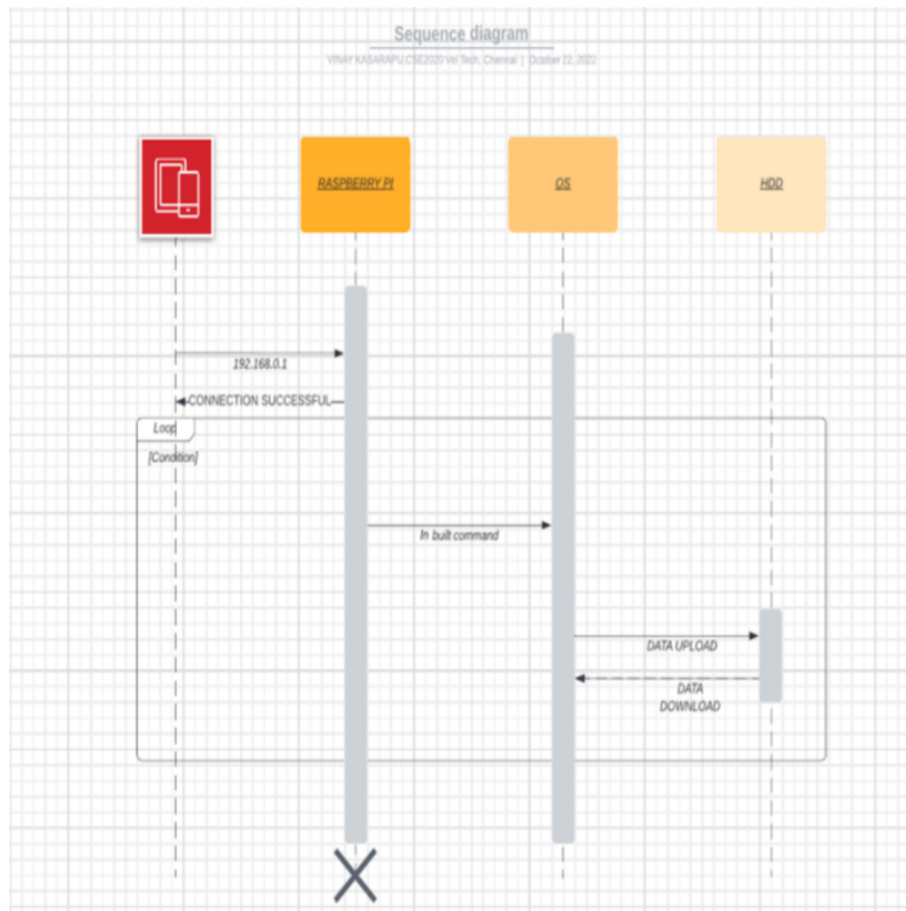 Sequence diagram
VINAY KASARAPU,CSE2020 Vel Tech, Chennai | October 22, 2022
RASPBERRY PI
OS
HDD
192.168.0.1
CONNECTION SUCCESSFUL
Loop
[Condition]
In built command
DATA UPLOAD
DATA
DOWNLOAD